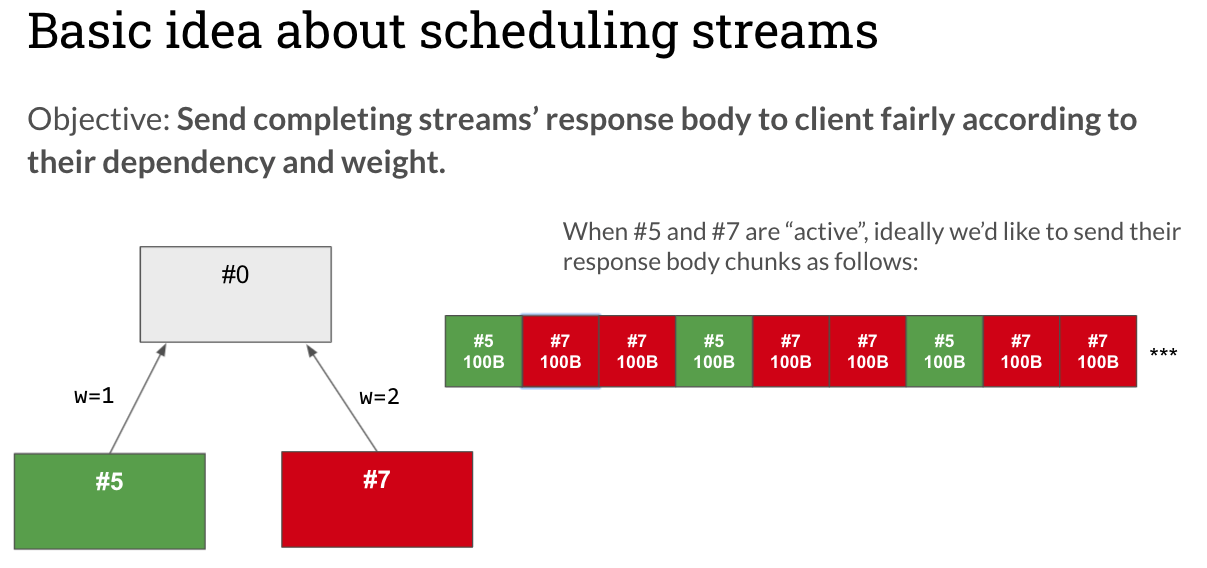 Basic idea about scheduling streams
Objective: Send completing streams’ response body to client fairly according to
their dependency and weight.
When #5 and #7 are “active”, ideally we’d like to send their
response body chunks as follows:
#0
#5 #7 #7 #5 #7 #7 #5 #7 #7
100B 100B 100B 100B 100B 100B 100B 100B 100B
***
w=1
w=2
#5
#7